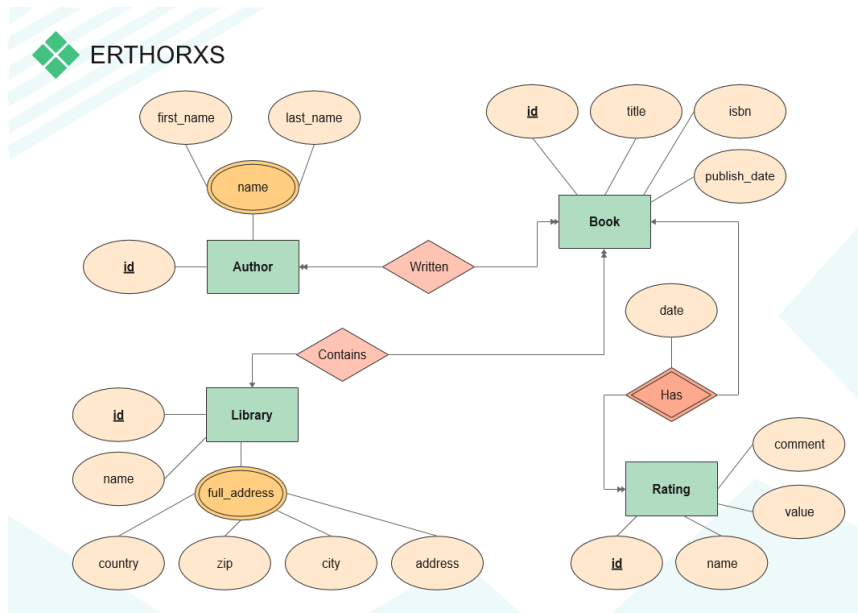 ERTHORXS
first_name
last_name
name
id
Author
Written
id
title
isbn
publish_date
Book
Contains
date
Has
id
name
Library
full_address
country
zip
city
address
Rating
comment
value
id
name